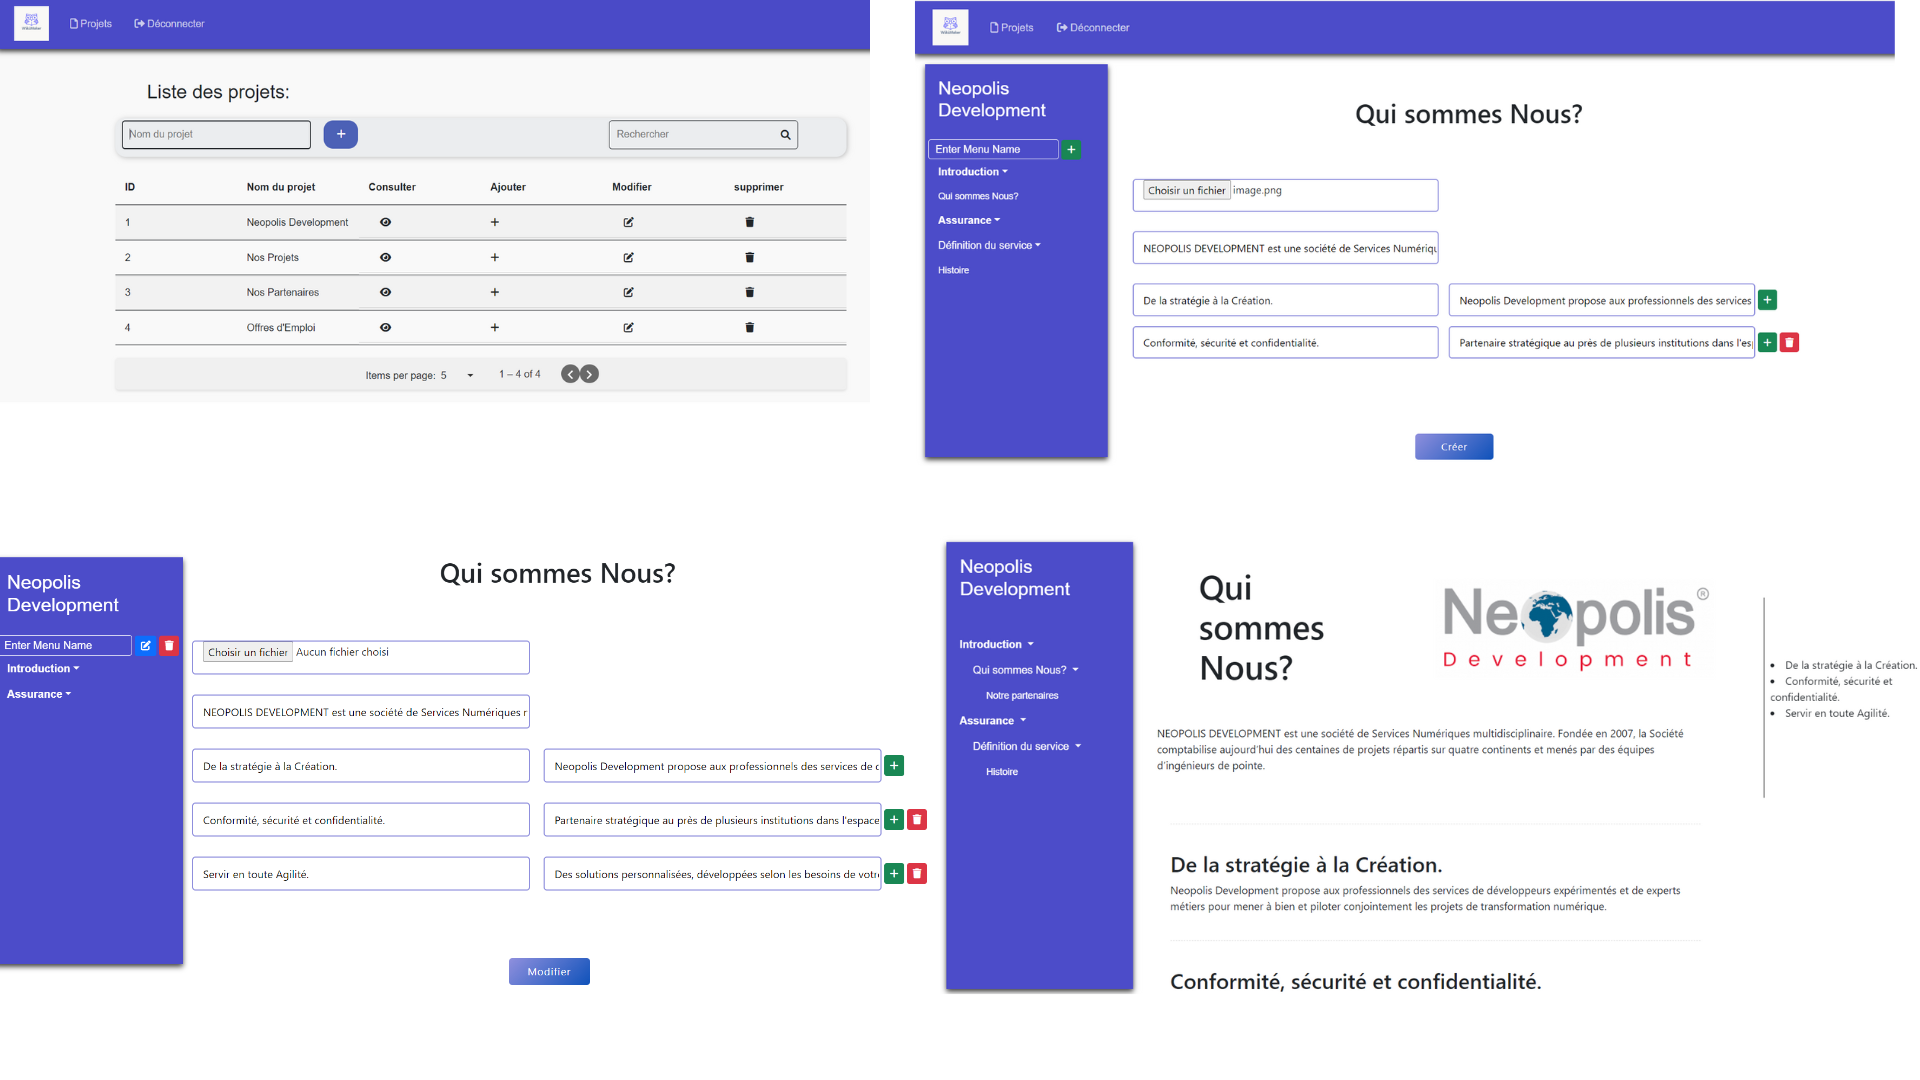 Projets
Déconnecter
Liste des projets:
Nom du projet
+
Rechercher
ID Nom du projet Consulter Ajouter Modifier supprimer
1 Neopolis Development
2 Nos Projets
3 Nos Partenaires
4 Offres d'Emploi
Items per page: 5 1 – 4 of 4
Projets
Déconnecter
Neopolis
Development
Enter Menu Name
Introduction
Qui sommes Nous?
Assurance
Définition du service
Histoire
Qui sommes Nous?
Choisir un fichier image.png
NEOPOLIS DEVELOPMENT est une société de Services Numériqu
De la stratégie à la Création. Neopolis Development propose aux professionnels des services
Conformité, sécurité et confidentialité. Partenaire stratégique au près de plusieurs institutions dans l'es
Créer
Neopolis
Development
Enter Menu Name
Introduction
Assurance
Qui sommes Nous?
Choisir un fichier Aucun fichier choisi
NEOPOLIS DEVELOPMENT est une société de Services Numériques r
De la stratégie à la Création. Neopolis Development propose aux professionnels des services de
Conformité, sécurité et confidentialité. Partenaire stratégique au près de plusieurs institutions dans l'espace
Servir en toute Agilité. Des solutions personnalisées, développées selon les besoins de votr
Modifier
Neopolis
Development
Introduction
Qui sommes Nous?
Notre partenaires
Assurance
Définition du service
Histoire
Qui
sommes
Nous?
Neopolis®
Development
• De la stratégie à la Création.
• Conformité, sécurité et
confidentialité.
• Servir en toute Agilité.
NEOPOLIS DEVELOPMENT est une société de Services Numériques multidisciplinaire. Fondée en 2007, la Société
comptabilise aujourd'hui des centaines de projets répartis sur quatre continents et menés par des équipes
d'ingénieurs de pointe.
De la stratégie à la Création.
Neopolis Development propose aux professionnels des services de développeurs expérimentés et de experts
métiers pour mener à bien et piloter conjointement les projets de transformation numérique.
Conformité, sécurité et confidentialité.